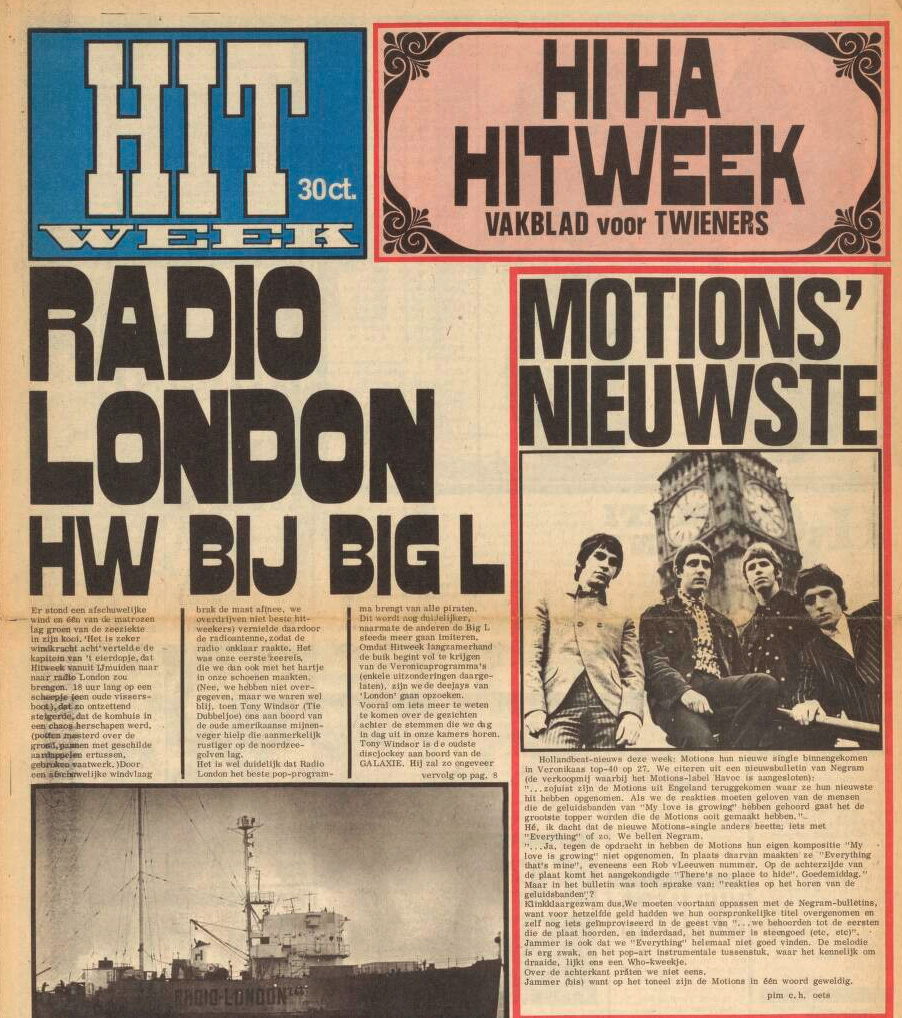 HIT
30ct.
WEEK
HI HA
HITWEEK
VAKBLAD voor TWIENERS
RADIO
LONDON
HW BIJ BIG L
Er stond een afschuwelijke
wind en één van de matrozen
lag groen van de zeeziekte
in zijn kooi. 'Het is zeker
windkracht acht' vertelde de
kapitein van 't eierdopje, dat
Hitweek vanuit IJmuiden naar
naar radio London zou
brengen. 18 uur lang op een
scheepje (een oude vissers-
boot), dat zo ontzettend
steigerde, dat de kombuis in
een chaos herschapen werd,
(potten mosterd over de
grond, pannen met geschilde
aardappelen ertussen,
gebroken vaatwerk.) Door
een afschuwelijke windvlaag
brak de mast af(nee, we
overdrijven niet beste hit-
weekers) vernielde daardoor
de radioantenne, zodat de
radio onklaar raakte. Het
was onze eerste zeereis,
die we dan ook met het hartje
in onze schoenen maakten.
(Nee, we hebben niet over-
gegeven, maar we waren wel
blij, toen Tony Windsor (Tie
Dubbeljoe) ons aan boord van
de oude amerikaanse mijnen-
veger hielp die aanmerkelijk
rustiger op de noordzee-
golven lag.
Het is wel duidelijk dat Radio
London het beste pop-program-
ma brengt van alle piraten.
Dit wordt nog duidelijker,
naarmate de anderen de Big L
steeds meer gaan imiteren.
Omdat Hitweek langzamerhand
de buik begint vol te krijgen
van de Veronicaprogramma's
(enkele uitzonderingen daarge-
laten), zijn we de deejays van
London' gaan opzoeken.
Vooral om iets meer te weten
te komen over de gezichten
achter de stemmen die we dag
in dag uit in onze kamers horen.
Tony Windsor is de oudste
discjockey aan boord van de
GALAXIE. Hij zal zo ongeveer
vervolg op pag. 8
RADIO-LONDON
MOTIONS'
NIEUWSTE
Hollandbeat-nieuws deze week: Motions hun nieuwe single binnengekomen
in Veronikaas top-40 op 27. We citeren uit een nieuwsbulletin van Negram
(de verkoopmij waarbij het Motions-label Havoc is aangesloten):
"...zojuist zijn de Motions uit Engeland teruggekomen waar ze hun nieuwste
hit hebben opgenomen. Als we de reakties moeten geloven van de mensen
die de geluidsbanden van "My love is growing" hebben gehoord gaat het de
grootste topper worden die de Motions ooit gemaakt hebben."..
Hé, ik dacht dat de nieuwe Motions-single anders heette; iets met
"Everything" of zo. We bellen Negram.
"...Ja, tegen de opdracht in hebben de Motions hun eigen kompositie "My
love is growing" niet opgenomen. In plaats daarvan maakten ze "Everything
that's mine", eveneens een Rob vLeeuwen nummer. Op de achterzijde van
de plaat komt het aangekondigde "There's no place to hide". Goedemiddag."
Maar in het bulletin was toch sprake van: "reakties op het horen van de
geluidsbanden"?
Klinkklaargezwam dus. We moeten voortaan oppassen met de Negram-bulletins,
want voor hetzelfde geld hadden we hun oorspronkelijke titel overgenomen en
zelf nog iets geïmproviseerd in de geest van "...we behoorden tot de eersten
die de plaat hoorden, en inderdaad, het nummer is steengoed (etc, etc)".
Jammer is ook dat we "Everything" helemaal niet goed vinden. De melodie
is erg zwak, en het pop-art instrumentale tussenstuk, waar het kennelijk om
draaide, lijkt ons een Who-kweekje.
Over de achterkant práten we niet eens.
Jammer (bis) want op het toneel zijn de Motions in één woord geweldig.
pim c.h. oets